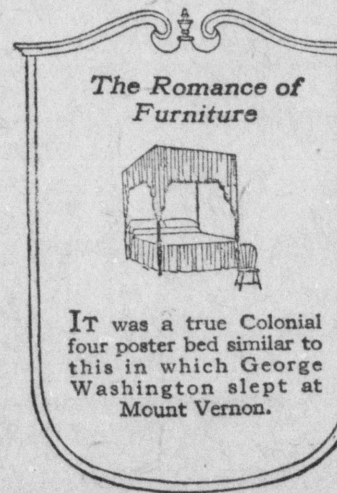 The Romance of
Furniture
IT was a true Colonial
four poster bed similar to
this in which George
Washington slept at
Mount Vernon.